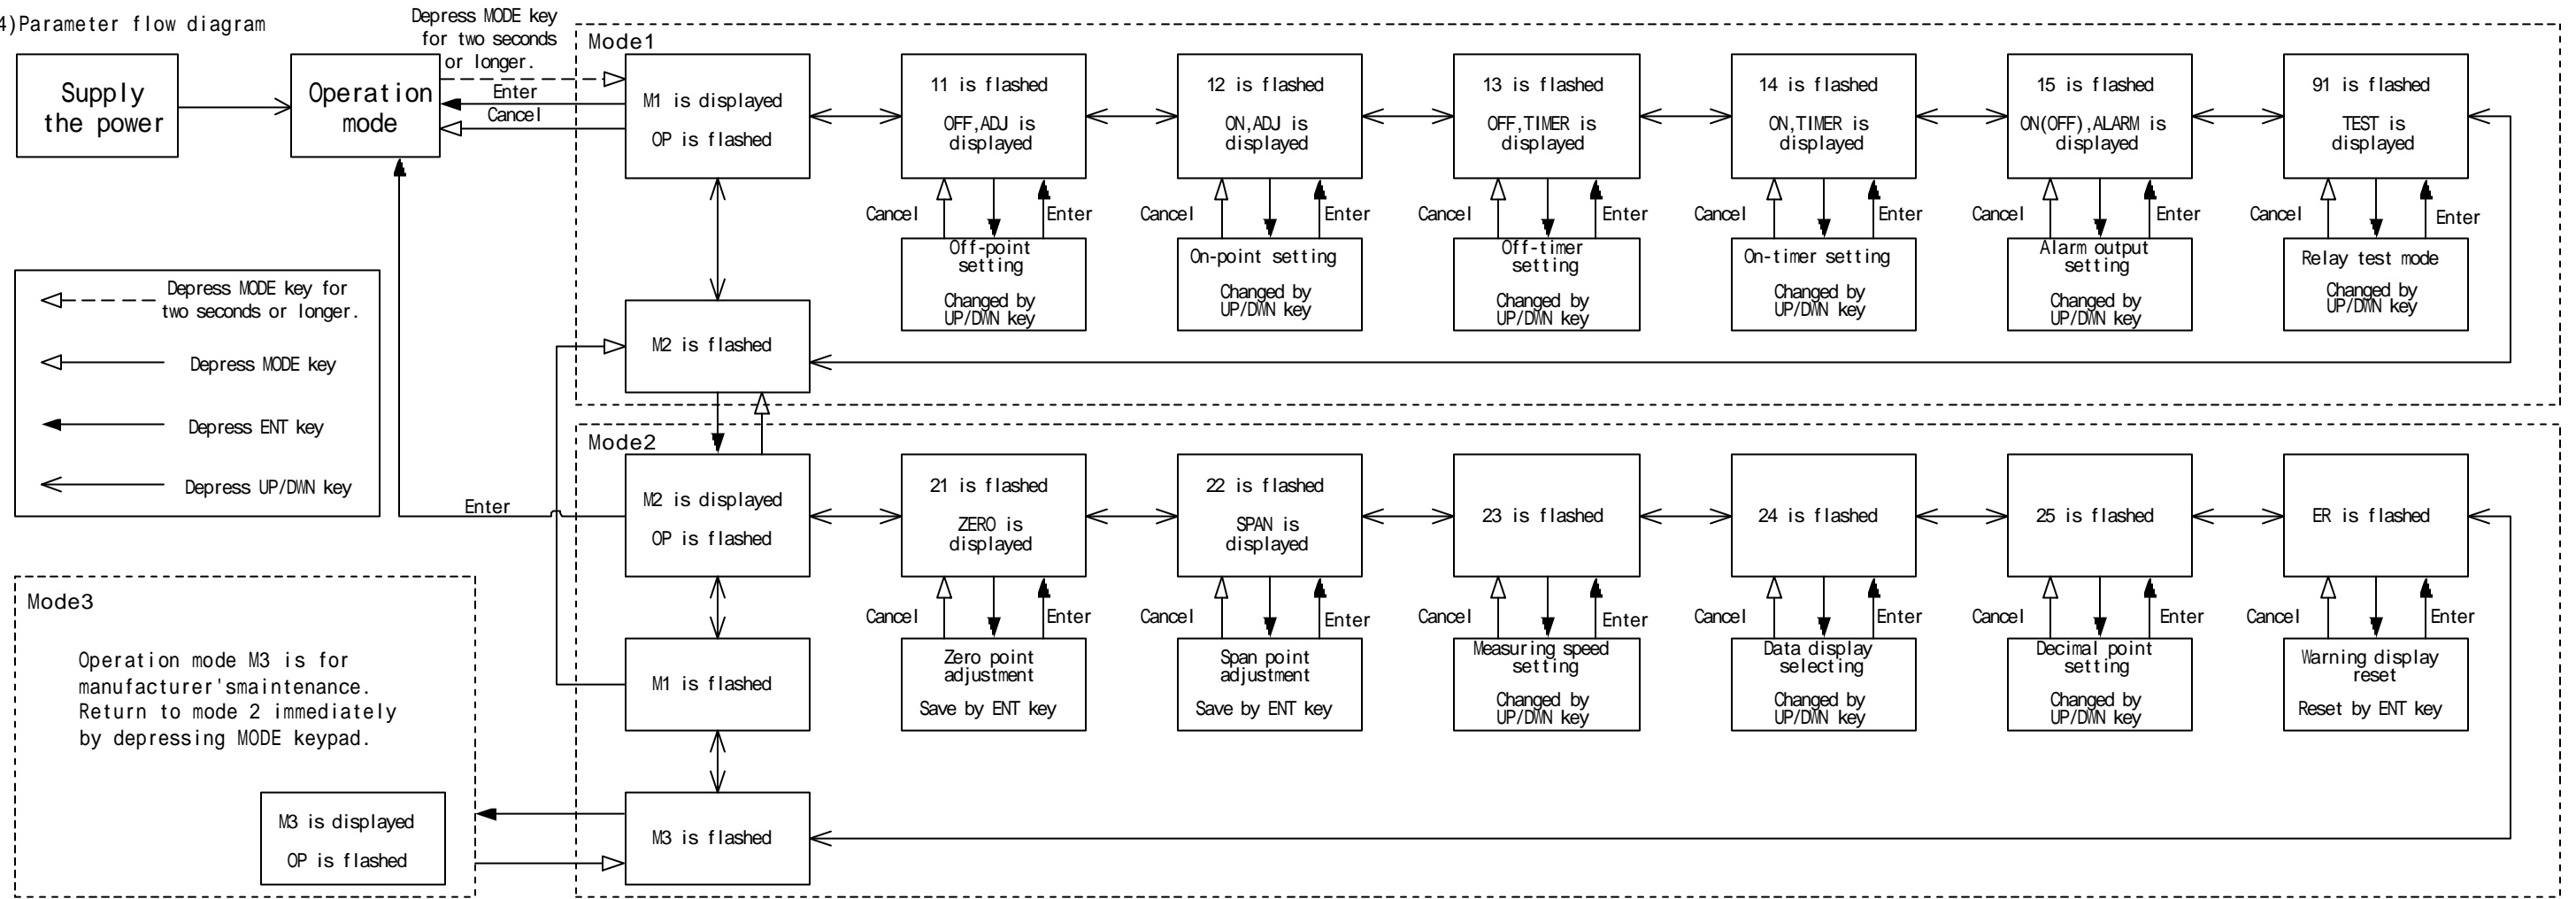 4)Parameter flow diagram
Supply
the power
Operation
mode
Depress MODE key
for two seconds
or longer.
Enter
Cancel
Mode1
M1 is displayed
OP is flashed
11 is flashed
OFF,ADJ is
displayed
12 is flashed
ON,ADJ is
displayed
13 is flashed
OFF,TIMER is
displayed
14 is flashed
ON,TIMER is
displayed
15 is flashed
ON(OFF),ALARM is
displayed
91 is flashed
TEST is
displayed
Cancel
Enter
Cancel
Enter
Cancel
Enter
Cancel
Enter
Cancel
Enter
Cancel
Enter
Off-point
setting
Changed by
UP/DWN key
On-point setting
Changed by
UP/DWN key
Off-timer
setting
Changed by
UP/DWN key
On-timer setting
Changed by
UP/DWN key
Alarm output
setting
Changed by
UP/DWN key
Relay test mode
Changed by
UP/DWN key
M2 is flashed
Depress MODE key for
two seconds or longer.
Depress MODE key
Depress ENT key
Depress UP/DWN key
Enter
Mode2
M2 is displayed
OP is flashed
21 is flashed
ZERO is
displayed
22 is flashed
SPAN is
displayed
23 is flashed
24 is flashed
25 is flashed
ER is flashed
Cancel
Enter
Cancel
Enter
Cancel
Enter
Cancel
Enter
Cancel
Enter
Cancel
Enter
Zero point
adjustment
Save by ENT key
Span point
adjustment
Save by ENT key
Measuring speed
setting
Changed by
UP/DWN key
Data display
selecting
Changed by
UP/DWN key
Decimal point
setting
Changed by
UP/DWN key
Warning display
reset
Reset by ENT key
M1 is flashed
M3 is flashed
Mode3
Operation mode M3 is for
manufacturer'smaintenance.
Return to mode 2 immediately
by depressing MODE keypad.
M3 is displayed
OP is flashed